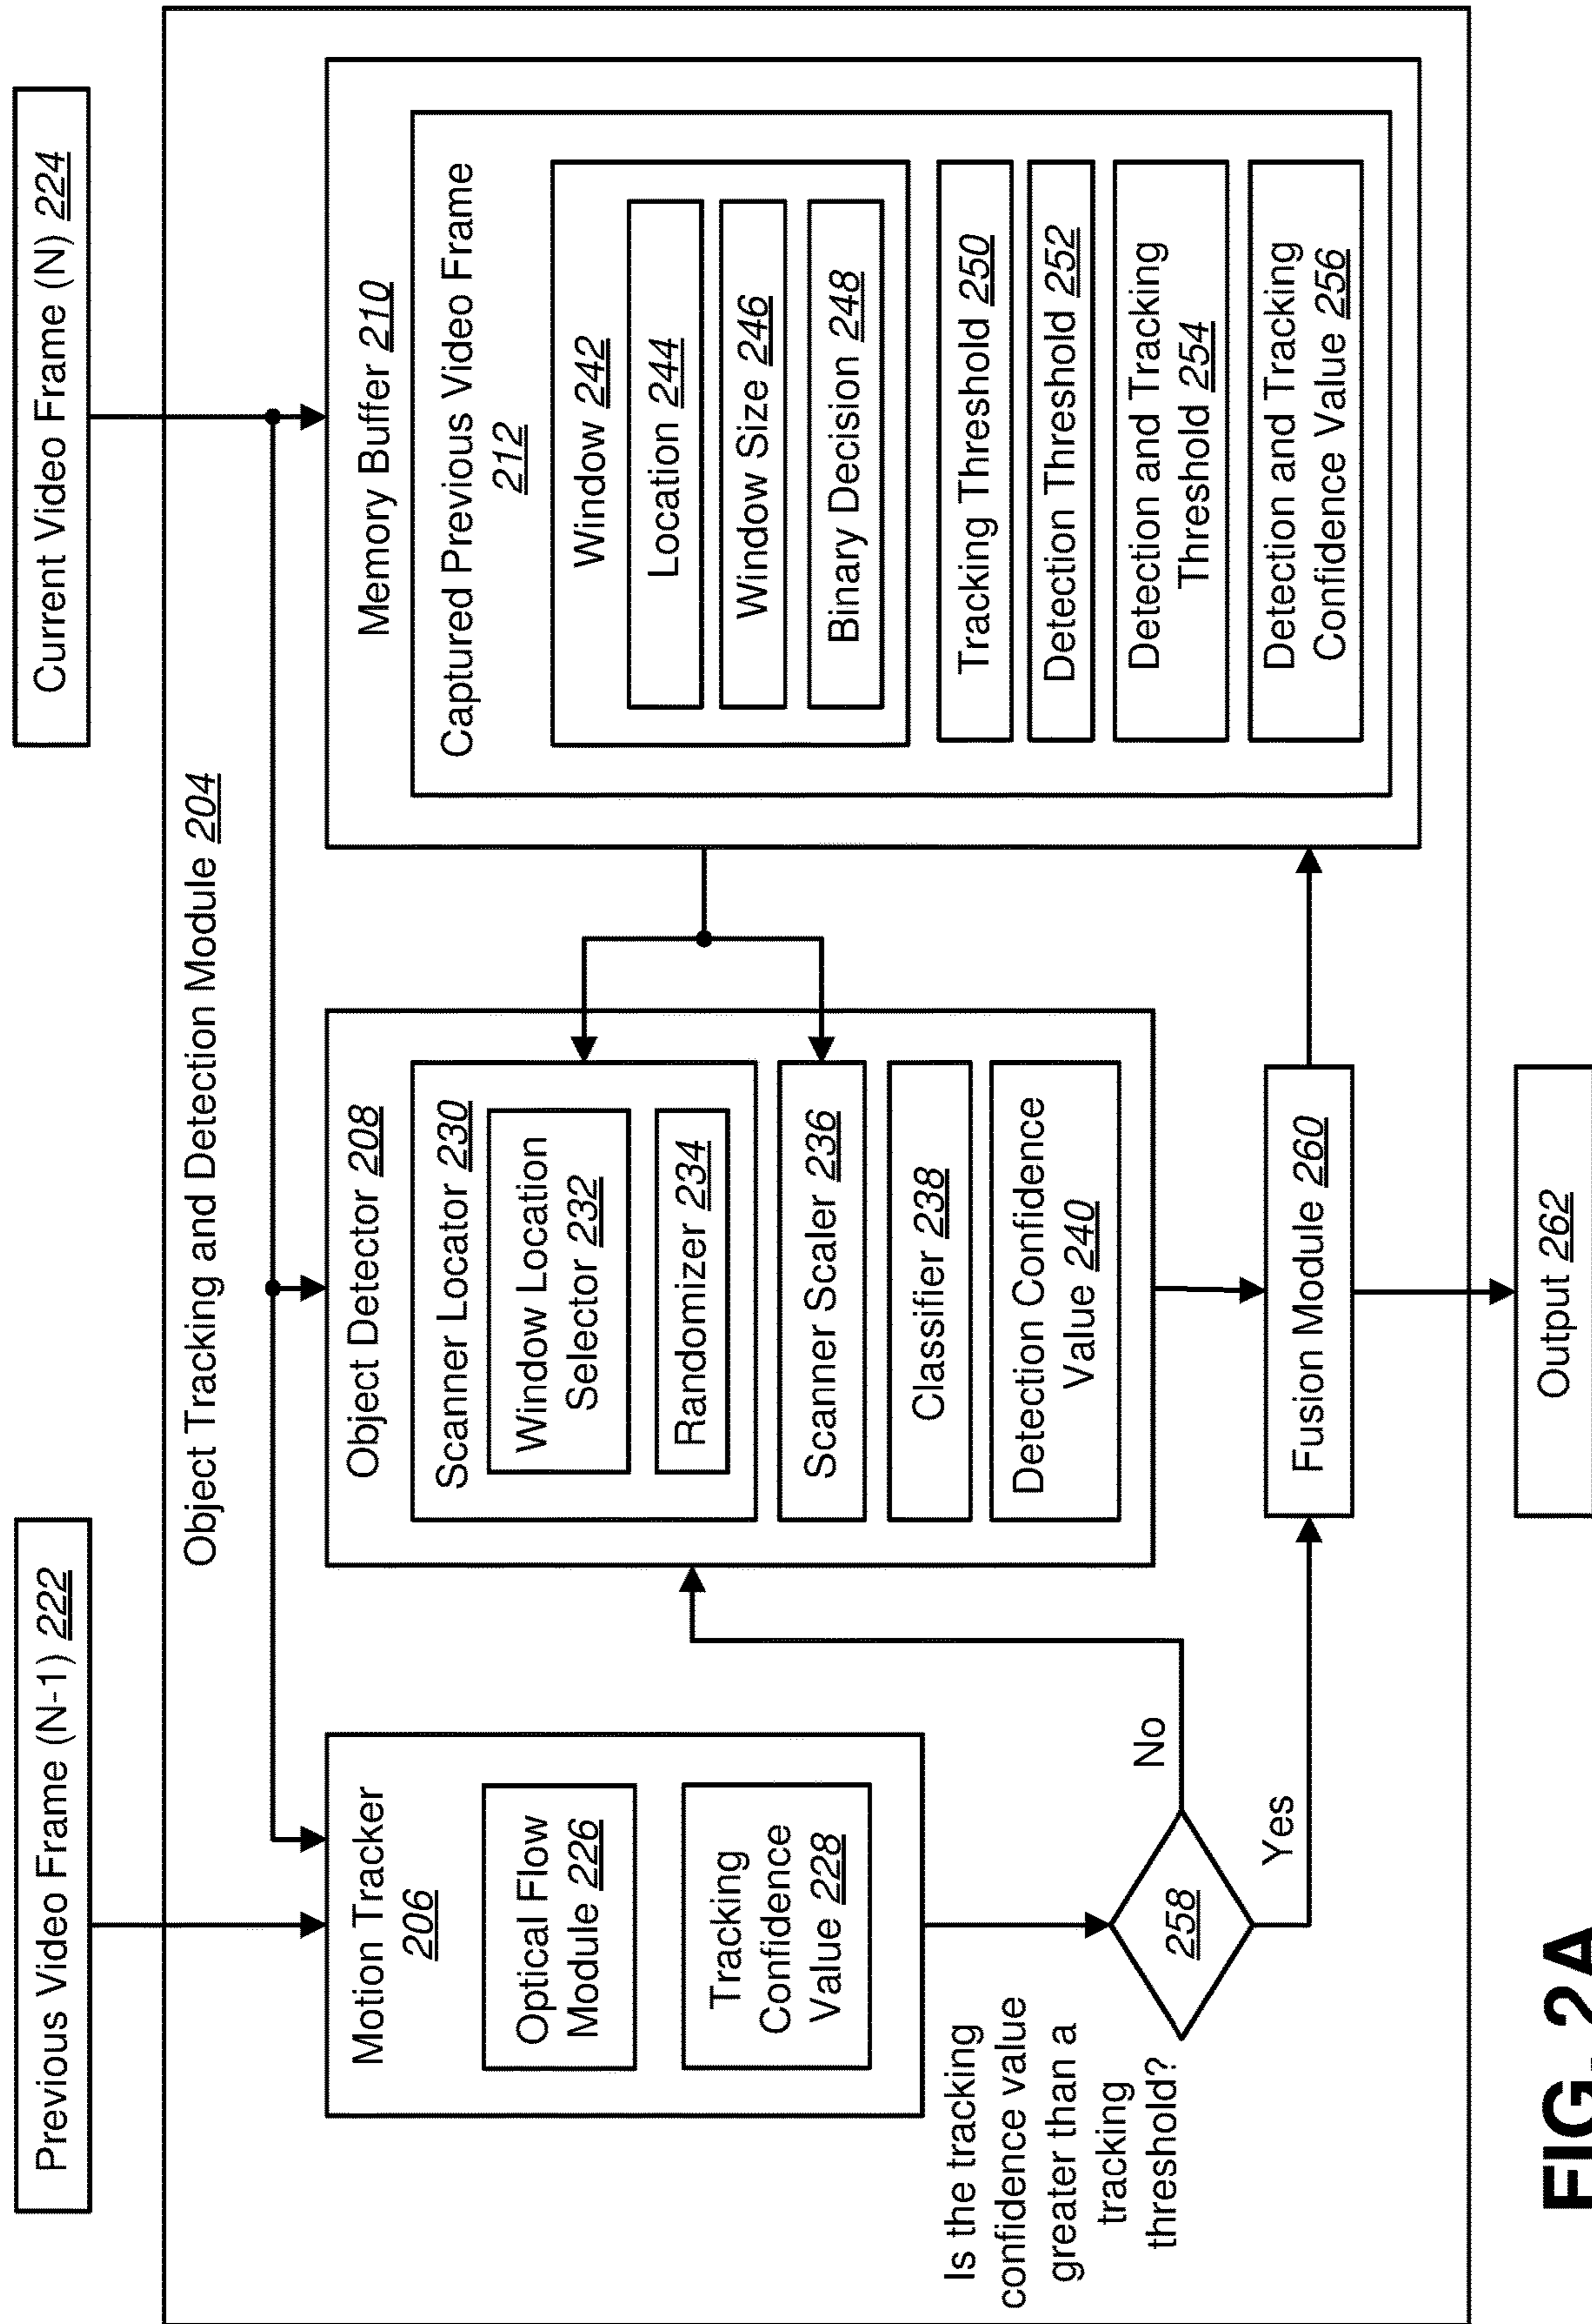 Previous Video Frame (N-1) 222
Current Video Frame (N) 224
Object Tracking and Detection Module 204
Motion Tracker
206
Optical Flow
Module 226
Tracking
Confidence
Value 228
Is the tracking
confidence value
greater than a
tracking
threshold?
258
No
Yes
Object Detector 208
Scanner Locator 230
Window Location
Selector 232
Randomizer 234
Scanner Scaler 236
Classifier 238
Detection Confidence
Value 240
Fusion Module 260
Output 262
Memory Buffer 210
Captured Previous Video Frame
212
Window 242
Location 244
Window Size 246
Binary Decision 248
Tracking Threshold 250
Detection Threshold 252
Detection and Tracking
Threshold 254
Detection and Tracking
Confidence Value 256
FIG. 2A